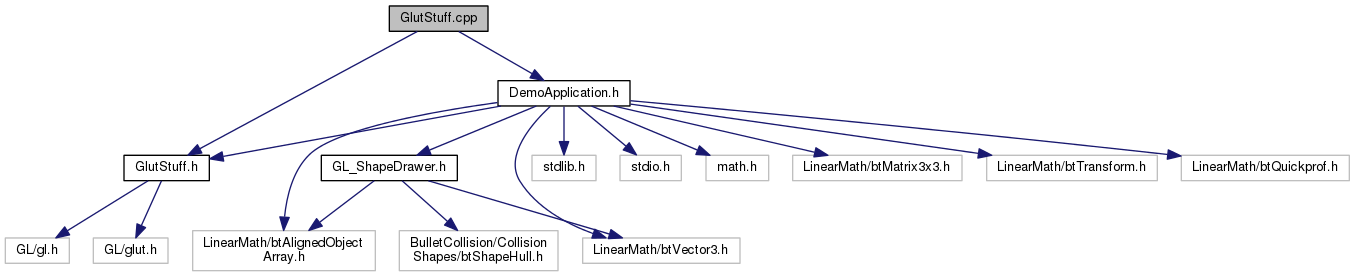 GlutStuff.cpp
DemoApplication.h
GlutStuff.h
GL_ShapeDrawer.h
stdlib.h
stdio.h
math.h
LinearMath/btMatrix3x3.h
LinearMath/btTransform.h
LinearMath/btQuickprof.h
GL/gl.h
GL/glut.h
LinearMath/btAlignedObject
Array.h
BulletCollision/Collision
Shapes/btShapeHull.h
LinearMath/btVector3.h